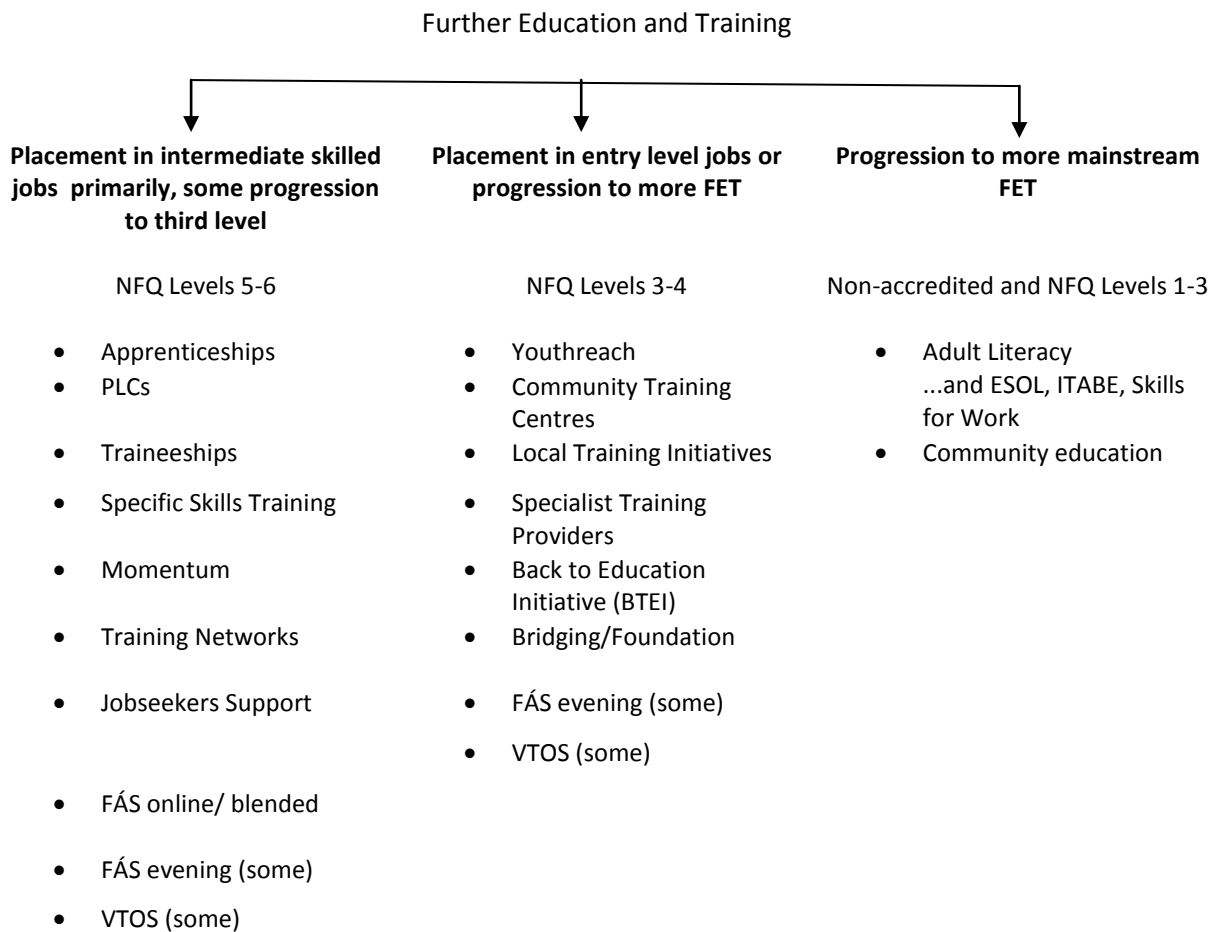 Further Education and Training
Placement in intermediate skilled
jobs primarily, some progression
to third level
NFQ Levels 5-6
• Apprenticeships
• PLCs
• Traineeships
• Specific Skills Training
• Momentum
• Training Networks
• Jobseekers Support
• FÁS online/ blended
• FÁS evening (some)
• VTOS (some)
Placement in entry level jobs or
progression to more FET
NFQ Levels 3-4
• Youthreach
• Community Training
Centres
• Local Training Initiatives
• Specialist Training
Providers
• Back to Education
Initiative (BTEI)
• Bridging/Foundation
• FÁS evening (some)
• VTOS (some)
Progression to more mainstream
FET
Non-accredited and NFQ Levels 1-3
• Adult Literacy
...and ESOL, ITABE, Skills
for Work
• Community education